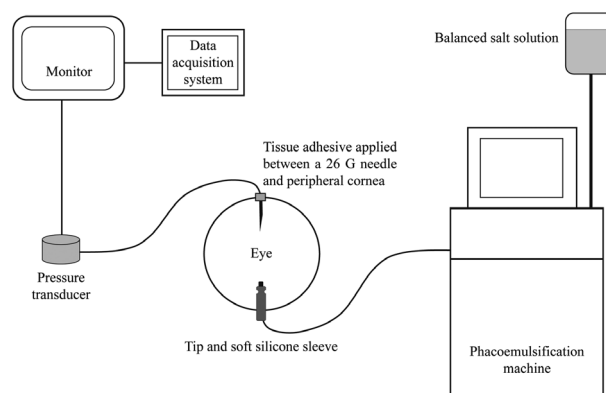 Balanced salt solution
Monitor
Data
acquisition
system
Tissue adhesive applied
between a 26 G needle
and peripheral cornea
Pressure
transducer
Eye
Tip and soft silicone sleeve
Phacoemulsification
machine